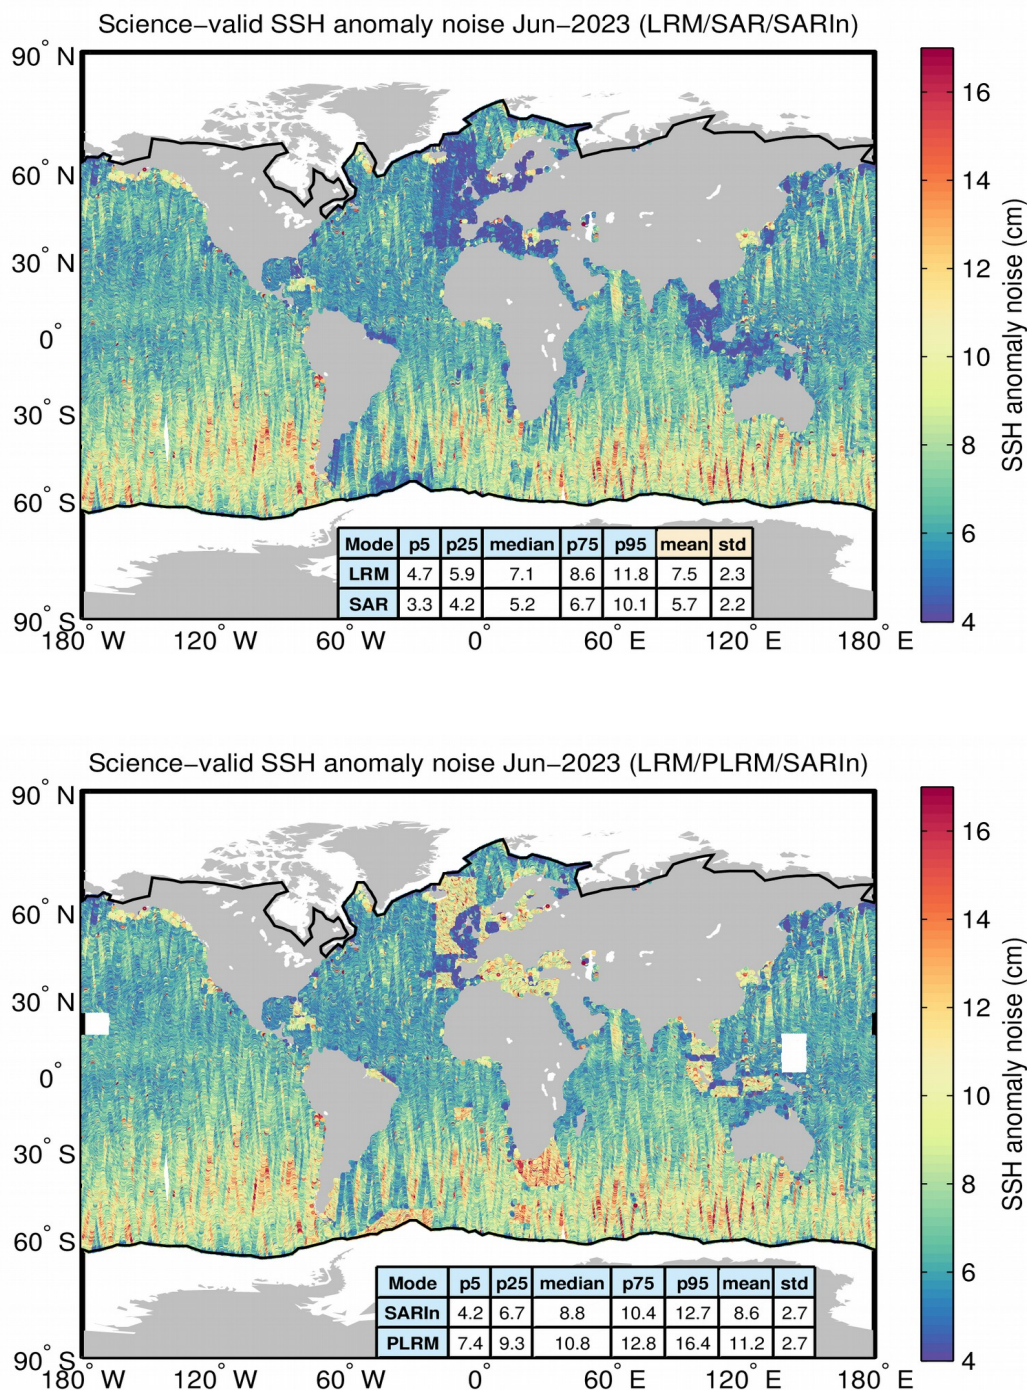 Science−valid SSH anomaly noise Jun−2023 (LRM/SAR/SARIn)
90° N
60° N
30° N
0°
30° S
60° S
90° S
180° W 120° W 60° W 0° 60° E 120° E 180° E
16
14
12
10
8
6
4
SSH anomaly noise (cm)
Mode p5 p25 median p75 p95 mean std
LRM 4.7 5.9 7.1 8.6 11.8 7.5 2.3
SAR 3.3 4.2 5.2 6.7 10.1 5.7 2.2
Science−valid SSH anomaly noise Jun−2023 (LRM/PLRM/SARIn)
90° N
60° N
30° N
0°
30° S
60° S
90° S
180° W 120° W 60° W 0° 60° E 120° E 180° E
16
14
12
10
8
6
4
SSH anomaly noise (cm)
Mode p5 p25 median p75 p95 mean std
SARIn 4.2 6.7 8.8 10.4 12.7 8.6 2.7
PLRM 7.4 9.3 10.8 12.8 16.4 11.2 2.7